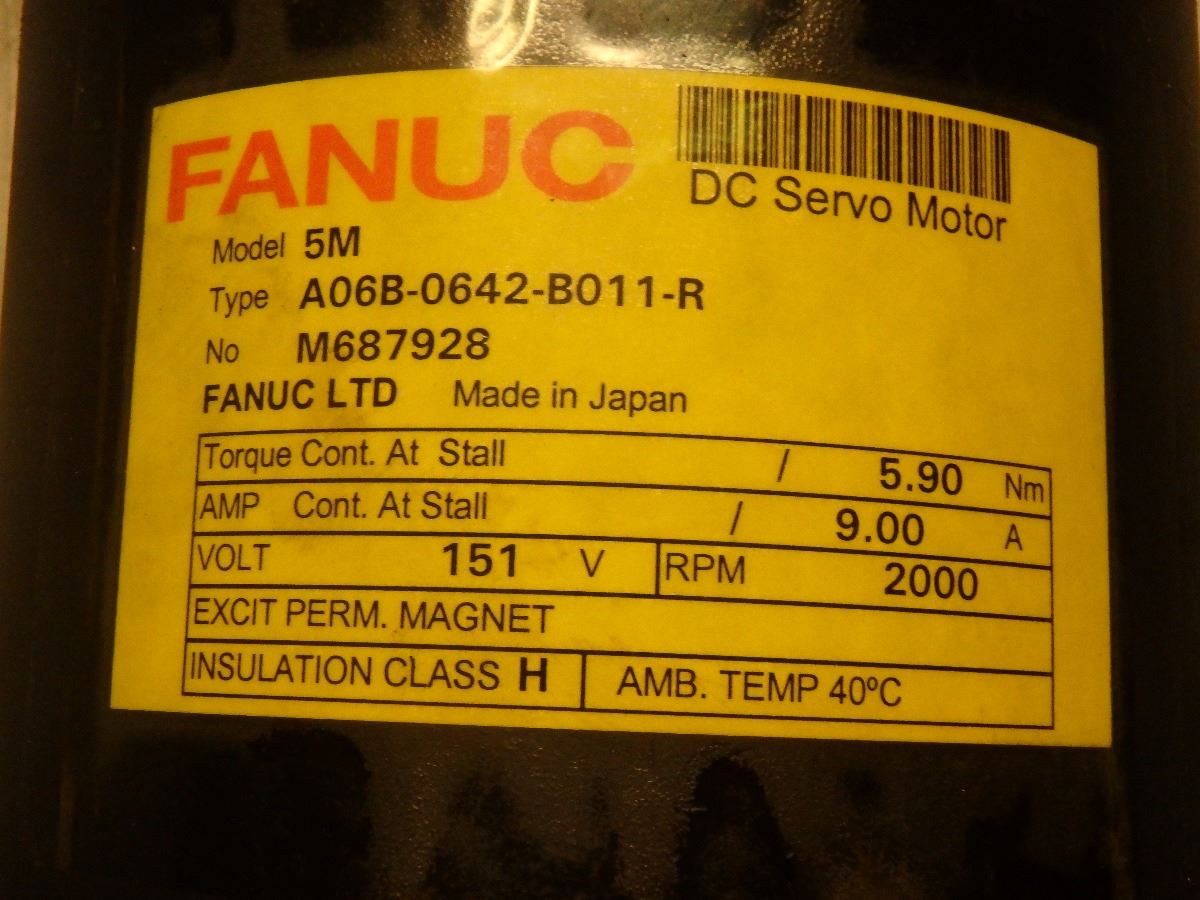 FANUC
DC Servo Motor
Model 5M
Type A06B-0642-B011-R
No M687928
FANUC LTD Made in Japan
Torque Cont. At Stall / 5.90 Nm
AMP Cont. At Stall / 9.00 A
VOLT 151 V RPM 2000
EXCIT PERM. MAGNET
INSULATION CLASS H AMB. TEMP 40ºC